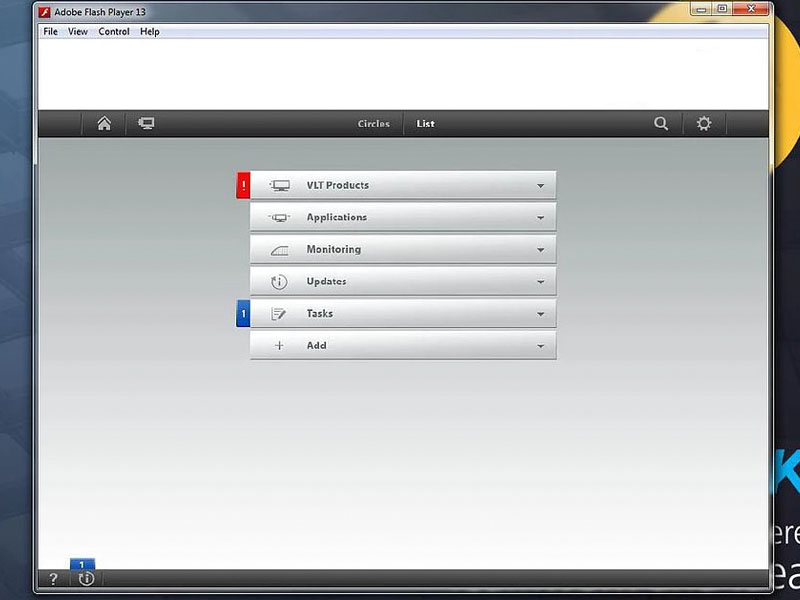 Adobe Flash Player 13
File View Control Help
Circles List
! VLT Products
Applications
Monitoring
Updates
1 Tasks
+ Add
K
ere
ea
1
?